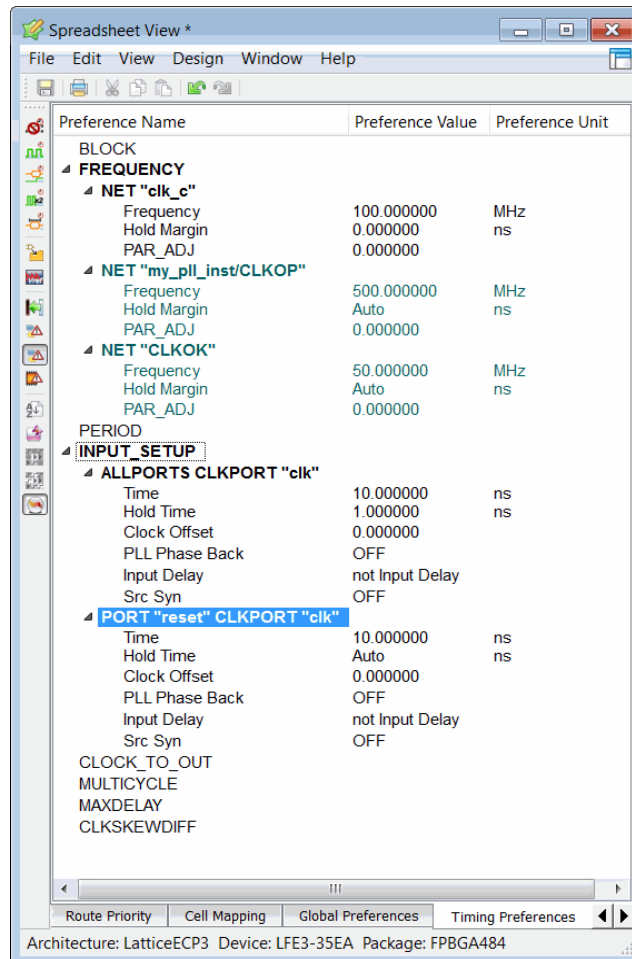 Spreadsheet View *
File Edit View Design Window Help
Preference Name Preference Value Preference Unit
BLOCK
FREQUENCY
NET "clk_c"
Frequency 100.000000 MHz
Hold Margin 0.000000 ns
PAR_ADJ 0.000000
NET "my_pll_inst/CLKOP"
Frequency 500.000000 MHz
Hold Margin Auto ns
PAR_ADJ 0.000000
NET "CLKOK"
Frequency 50.000000 MHz
Hold Margin Auto ns
PAR_ADJ 0.000000
PERIOD
INPUT_SETUP
ALLPORTS CLKPORT "clk"
Time 10.000000 ns
Hold Time 1.000000 ns
Clock Offset 0.000000
PLL Phase Back OFF
Input Delay not Input Delay
Src Syn OFF
PORT "reset" CLKPORT "clk"
Time 10.000000 ns
Hold Time Auto ns
Clock Offset 0.000000
PLL Phase Back OFF
Input Delay not Input Delay
Src Syn OFF
CLOCK_TO_OUT
MULTICYCLE
MAXDELAY
CLKSKEWDIFF
Route Priority Cell Mapping Global Preferences Timing Preferences
Architecture: LatticeECP3 Device: LFE3-35EA Package: FPBGA484